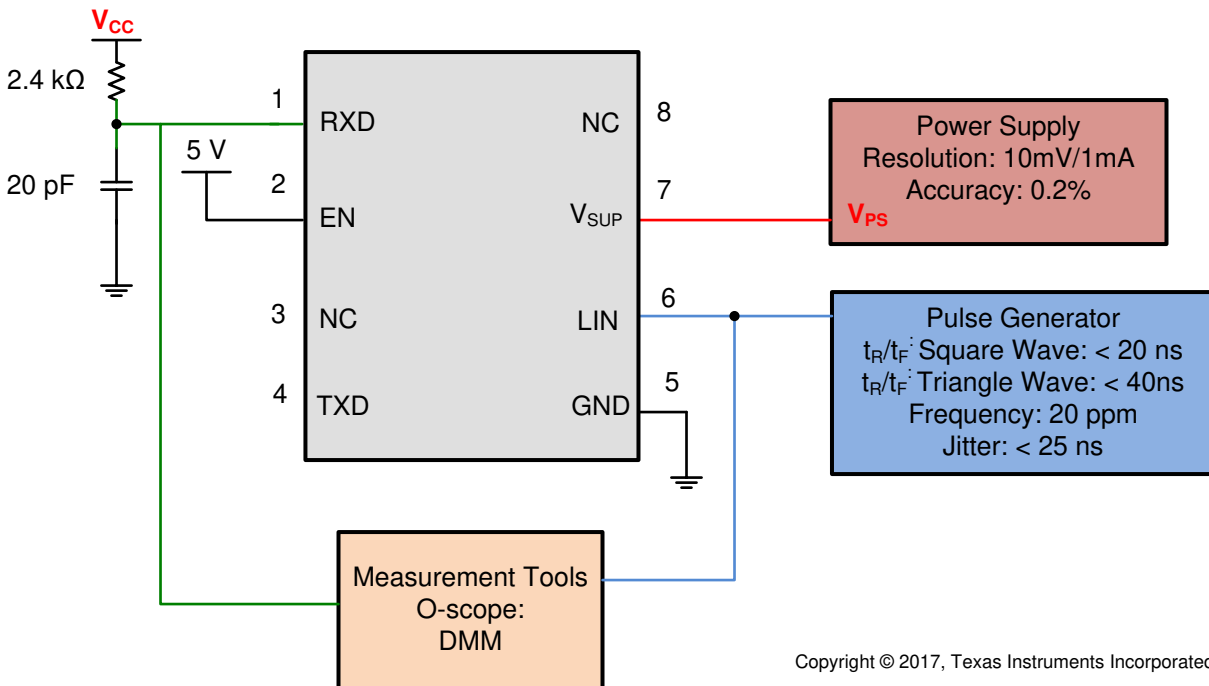 VCC
2.4 kΩ
20 pF
5 V
1
2
3
4
RXD
EN
NC
TXD
NC
VSUP
LIN
GND
8
7
6
5
Power Supply
Resolution: 10mV/1mA
Accuracy: 0.2%
VPS
Pulse Generator
tR/tF: Square Wave: < 20 ns
tR/tF: Triangle Wave: < 40ns
Frequency: 20 ppm
Jitter: < 25 ns
Measurement Tools
O-scope:
DMM
Copyright © 2017, Texas Instruments Incorporated